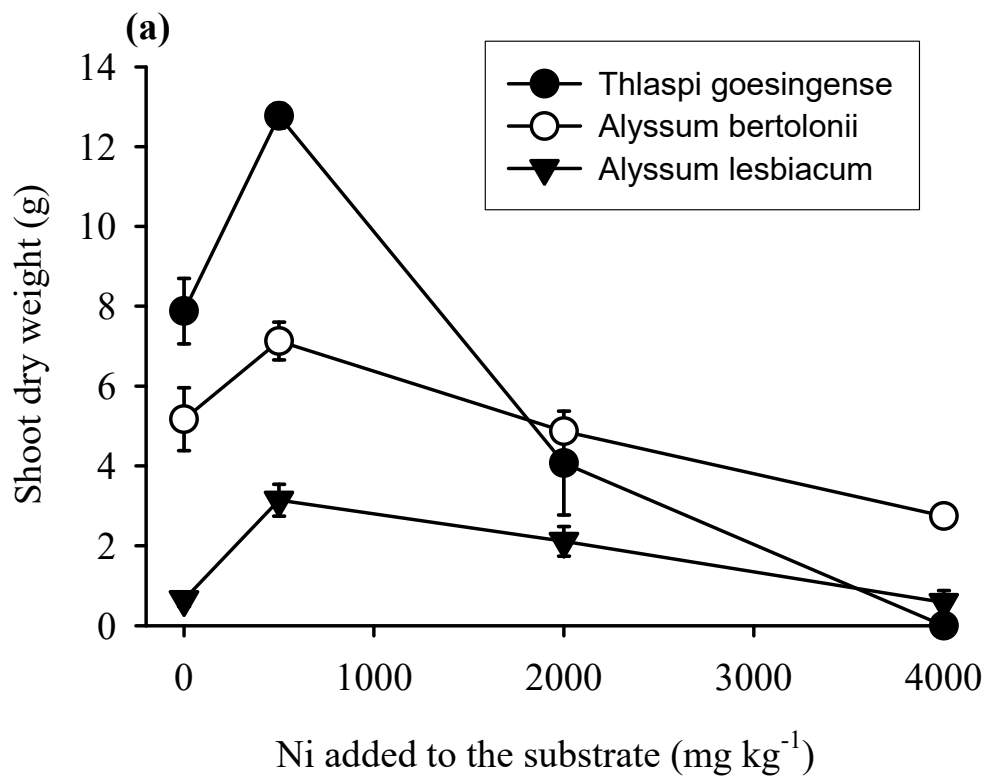 (a)
14
12
10
8
6
4
2
0
Shoot dry weight (g)
Thlaspi goesingense
Alyssum bertolonii
Alyssum lesbiacum
0 1000 2000 3000 4000
Ni added to the substrate (mg kg⁻¹)